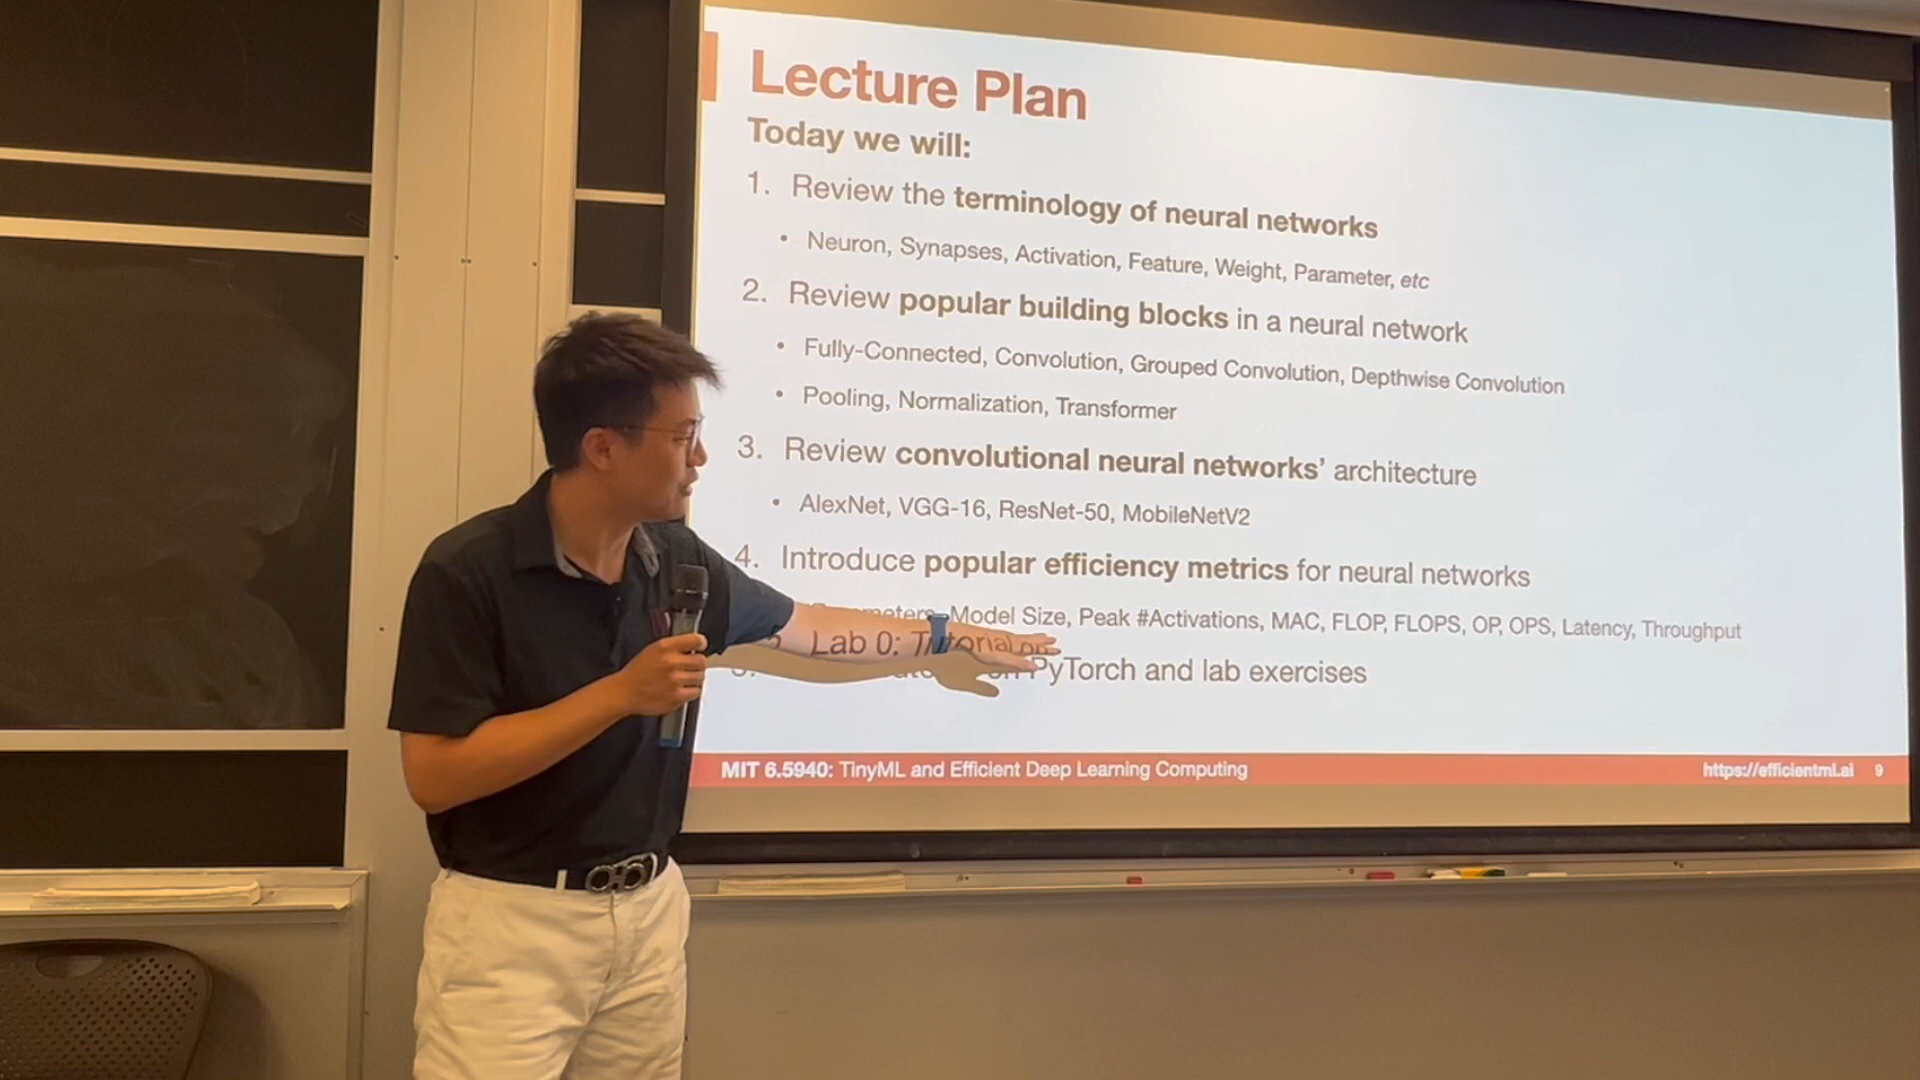 Lecture Plan
Today we will:
1. Review the terminology of neural networks
• Neuron, Synapses, Activation, Feature, Weight, Parameter, etc
2. Review popular building blocks in a neural network
• Fully-Connected, Convolution, Grouped Convolution, Depthwise Convolution
• Pooling, Normalization, Transformer
3. Review convolutional neural networks' architecture
• AlexNet, VGG-16, ResNet-50, MobileNetV2
4. Introduce popular efficiency metrics for neural networks
Model Size, Peak #Activations, MAC, FLOP, FLOPS, OP, OPS, Latency, Throughput
Lab 0: Tutorial on PyTorch and lab exercises
MIT 6.5940: TinyML and Efficient Deep Learning Computing
https://efficientml.ai 9